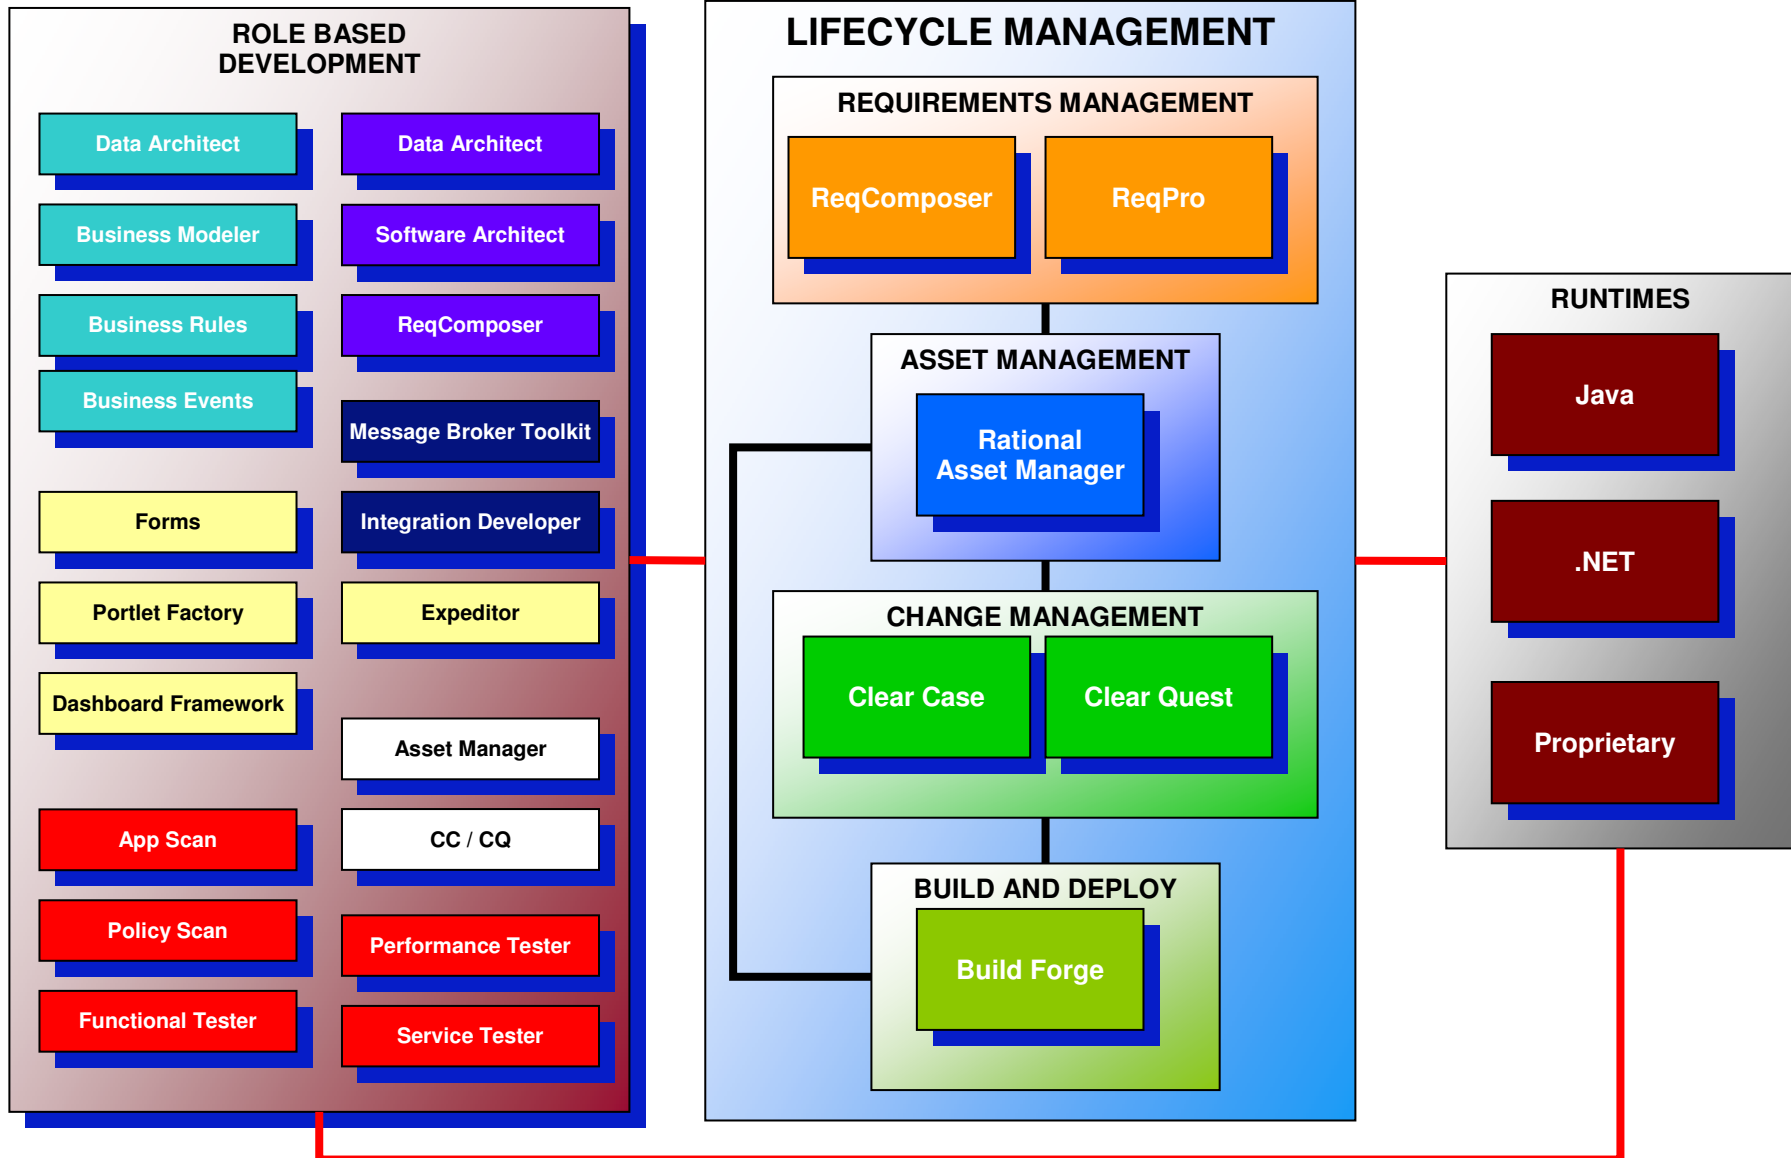 ROLE BASED
DEVELOPMENT
Data Architect
Business Modeler
Business Rules
Business Events
Forms
Portlet Factory
Dashboard Framework
App Scan
Policy Scan
Functional Tester
Data Architect
Software Architect
ReqComposer
Message Broker Toolkit
Integration Developer
Expeditor
Asset Manager
CC / CQ
Performance Tester
Service Tester
LIFECYCLE MANAGEMENT
REQUIREMENTS MANAGEMENT
ReqComposer
ReqPro
ASSET MANAGEMENT
Rational
Asset Manager
CHANGE MANAGEMENT
Clear Case
Clear Quest
BUILD AND DEPLOY
Build Forge
RUNTIMES
Java
.NET
Proprietary